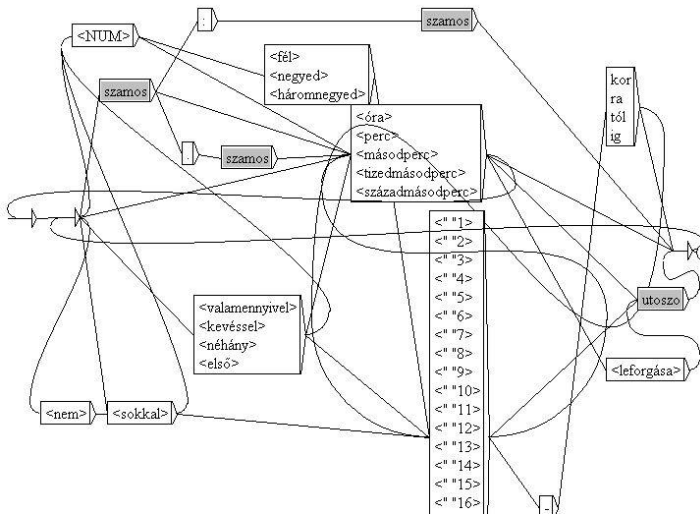 :
szamos
<NUM>
<fél>
<negyed>
<háromnegyed>
szamos
kor
ra
tól
ig
<óra>
<perc>
<másodperc>
<tizedmásodperc>
<századmásodperc>
:
szamos
<" "1>
<" "2>
<" "3>
<" "4>
<" "5>
<" "6>
<" "7>
<" "8>
<" "9>
<" "10>
<" "11>
<" "12>
<" "13>
<" "14>
<" "15>
<" "16>
<valamennyivel>
<kevéssel>
<néhány>
<első>
utoszo
<leforgása>
<nem>
<sokkal>
-